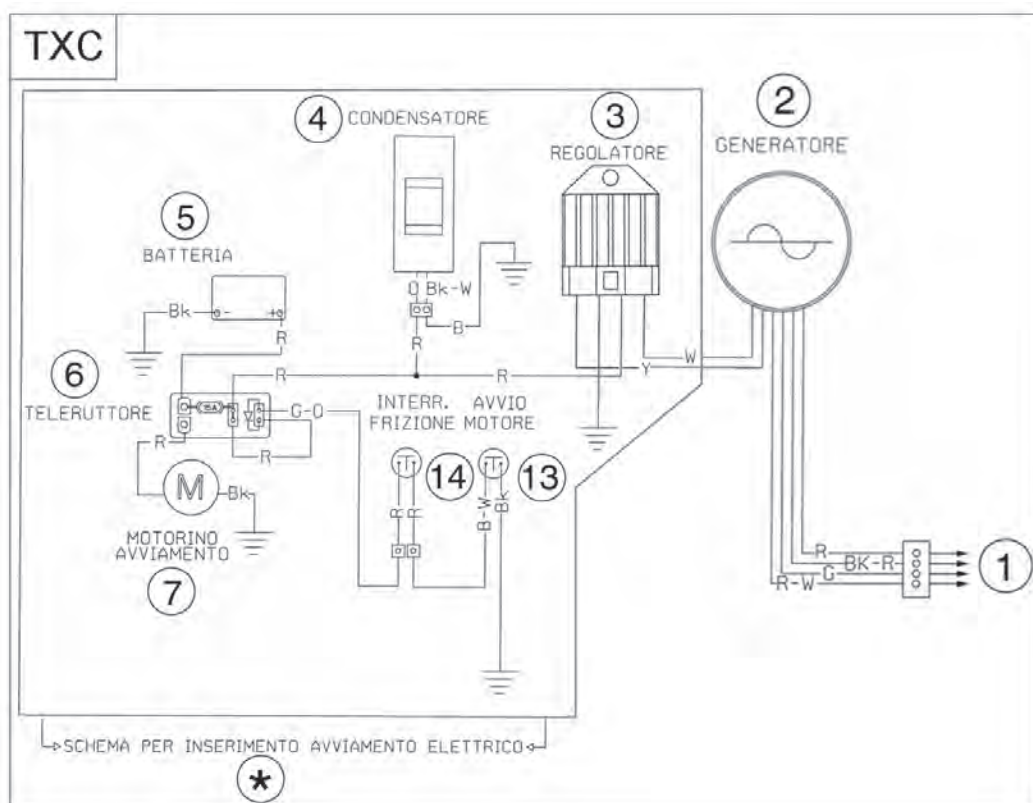 TXC
4 CONDENSATORE
3
REGOLATORE
2
GENERATORE
5
BATTERIA
O Bk-W
Bk - +
B
R
R
W
Y
6
TELERUTTORE
R
R
15A
G-O
INTERR. AVVIO
FRIZIONE MOTORE
R
R
M
Bk
14
13
R
R
B-W
Bk
MOTORINO
AVVIAMENTO
7
R
BK-R
G
R-W
1
SCHEMA PER INSERIMENTO AVVIAMENTO ELETTRICO
*